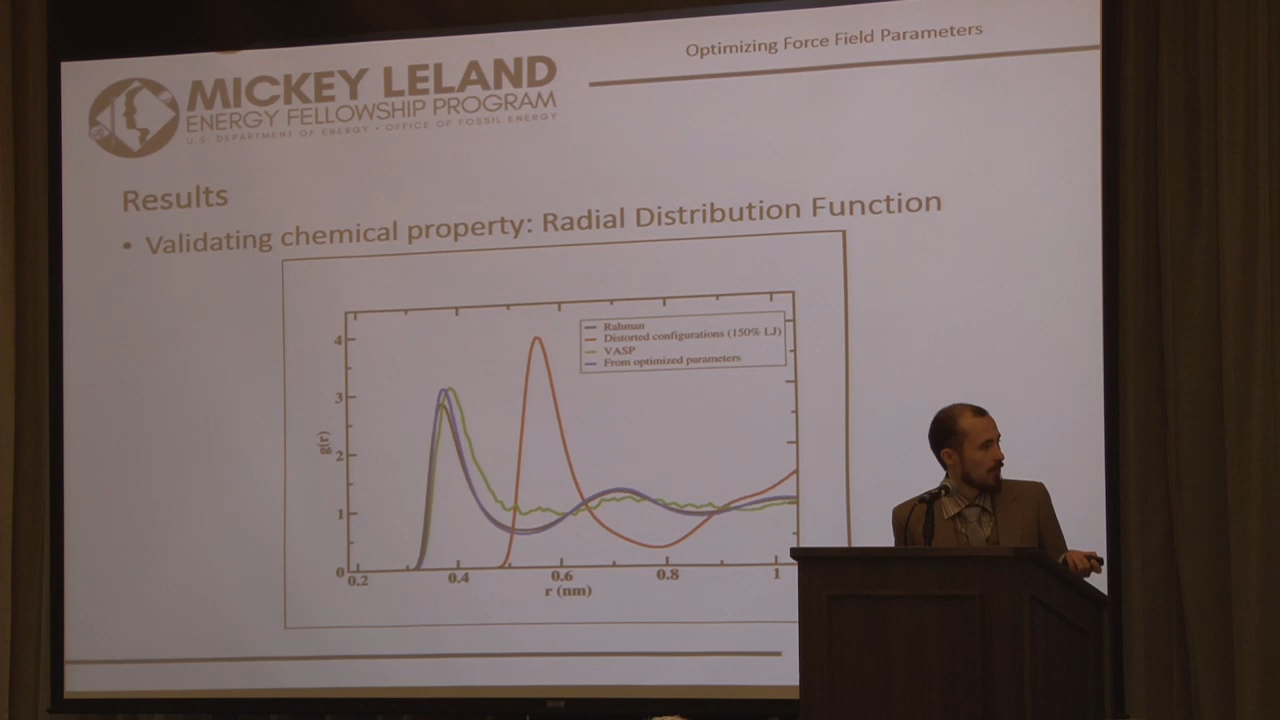 Optimizing Force Field Parameters
MICKEY LELAND
ENERGY FELLOWSHIP PROGRAM
U.S. DEPARTMENT OF ENERGY • OFFICE OF FOSSIL ENERGY
Results
• Validating chemical property: Radial Distribution Function
Rahman
Distorted configurations (150% LJ)
VASP
From optimized parameters
4
3
2
1
0
g(r)
0.2 0.4 0.6 0.8 1
r (nm)